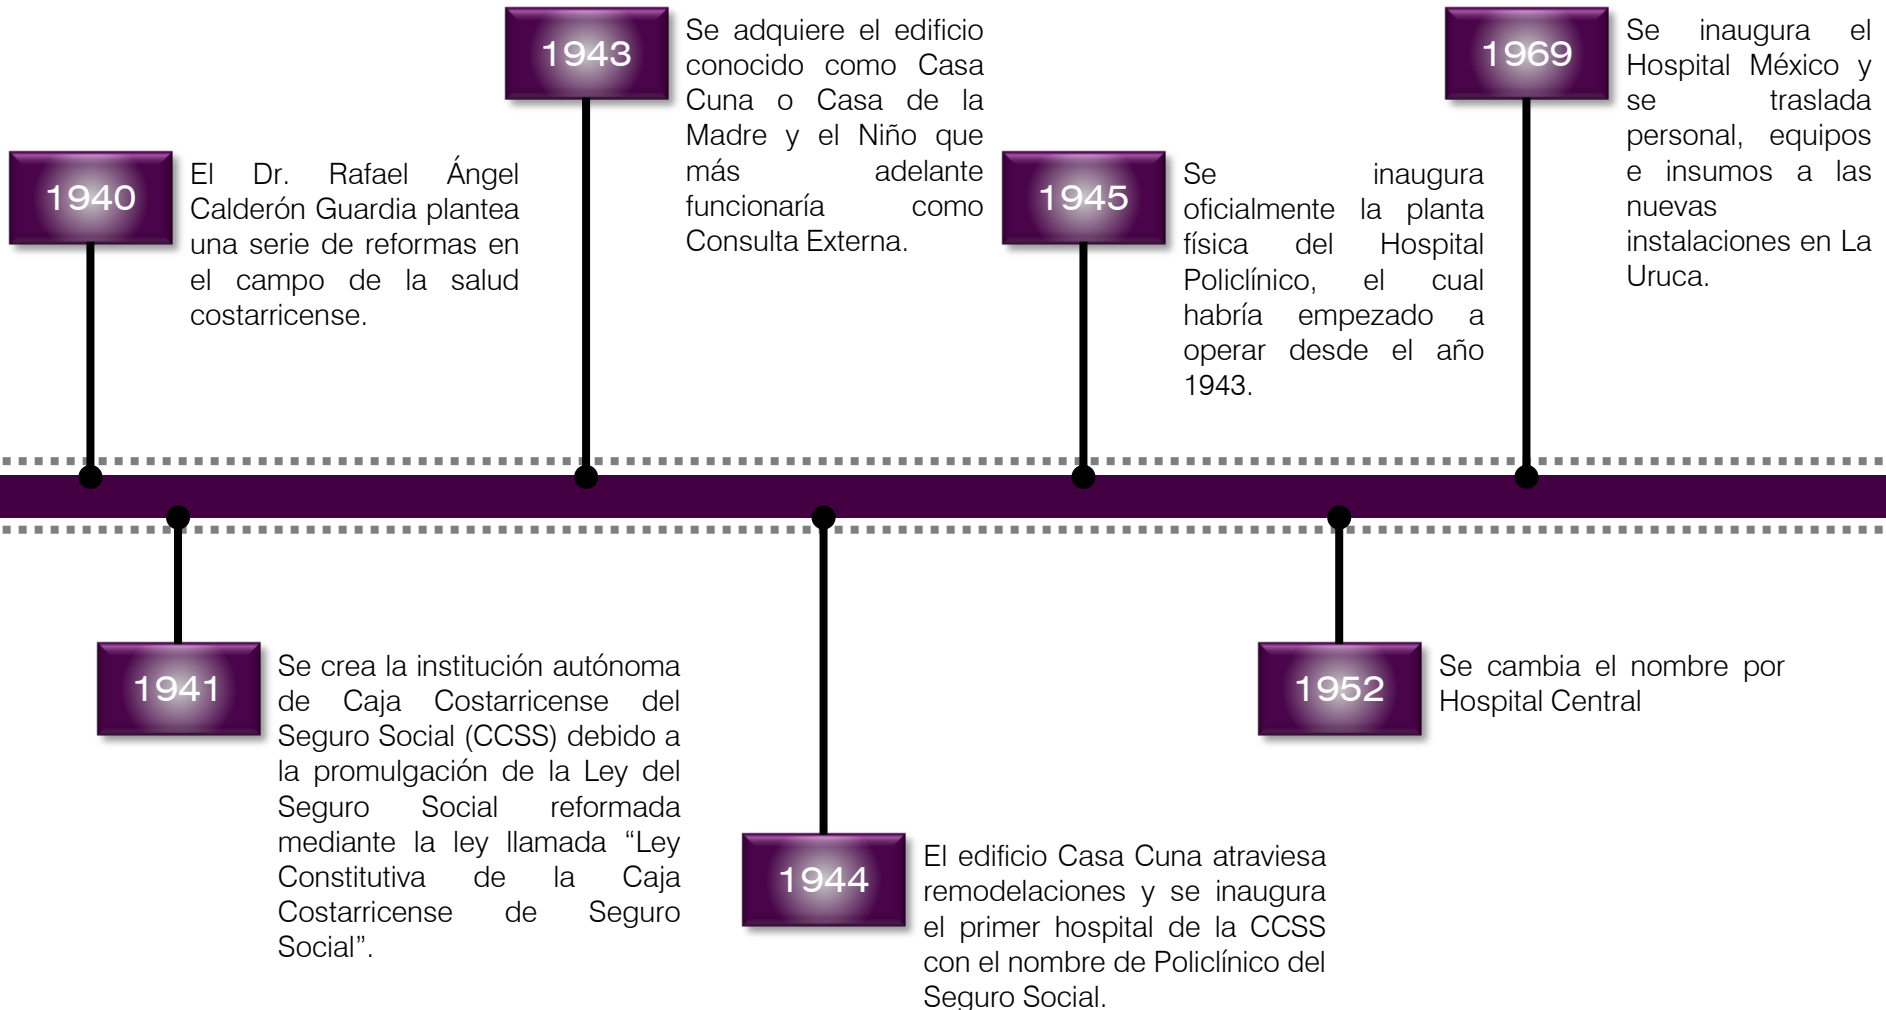 1940
El Dr. Rafael Ángel
Calderón Guardia plantea
una serie de reformas en
el campo de la salud
costarricense.
1941
Se crea la institución autónoma
de Caja Costarricense del
Seguro Social (CCSS) debido a
la promulgación de la Ley del
Seguro Social reformada
mediante la ley llamada “Ley
Constitutiva de la Caja
Costarricense de Seguro
Social”.
1943
Se adquiere el edificio
conocido como Casa
Cuna o Casa de la
Madre y el Niño que
más adelante
funcionaría como
Consulta Externa.
1944
El edificio Casa Cuna atraviesa
remodelaciones y se inaugura
el primer hospital de la CCSS
con el nombre de Policlínico del
Seguro Social.
1945
Se inaugura
oficialmente la planta
física del Hospital
Policlínico, el cual
habría empezado a
operar desde el año
1943.
1952
Se cambia el nombre por
Hospital Central
1969
Se inaugura el
Hospital México y
se traslada
personal, equipos
e insumos a las
nuevas
instalaciones en La
Uruca.